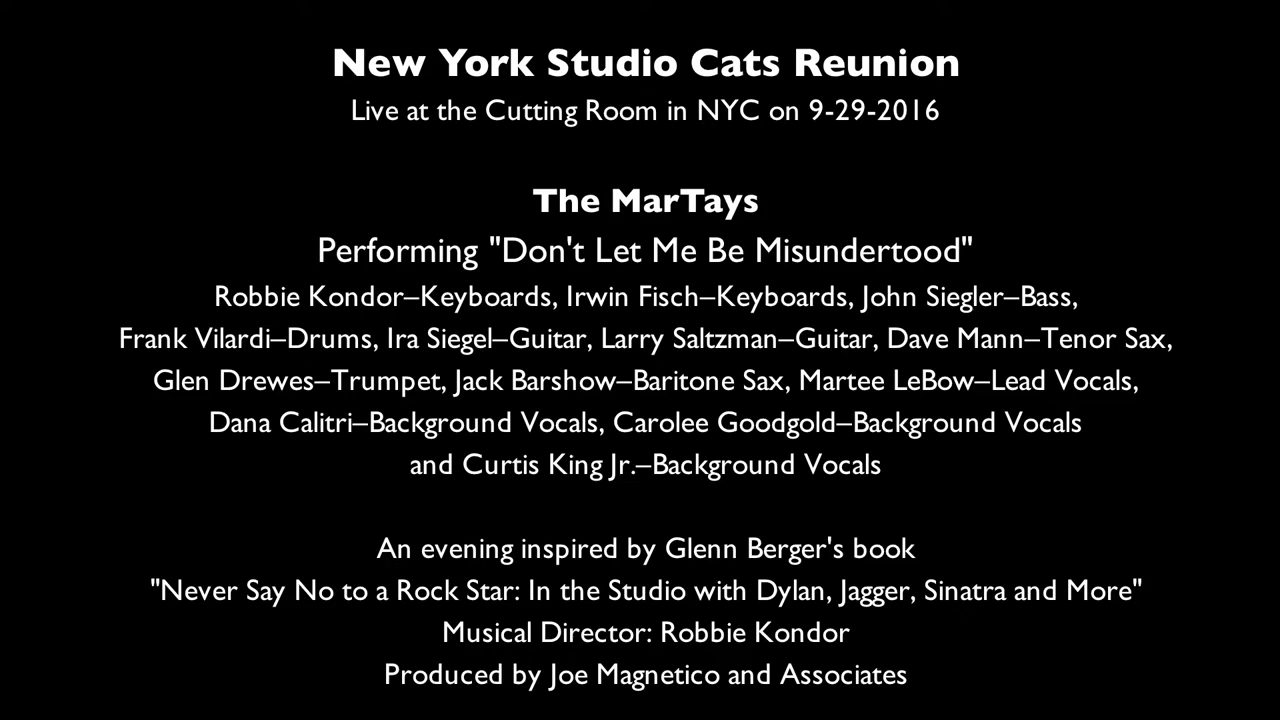 New York Studio Cats Reunion
Live at the Cutting Room in NYC on 9-29-2016
The MarTays
Performing "Don't Let Me Be Misundertood"
Robbie Kondor–Keyboards, Irwin Fisch–Keyboards, John Siegler–Bass,
Frank Vilardi–Drums, Ira Siegel–Guitar, Larry Saltzman–Guitar, Dave Mann–Tenor Sax,
Glen Drewes–Trumpet, Jack Barshow–Baritone Sax, Martee LeBow–Lead Vocals,
Dana Calitri–Background Vocals, Carolee Goodgold–Background Vocals
and Curtis King Jr.–Background Vocals
An evening inspired by Glenn Berger's book
"Never Say No to a Rock Star: In the Studio with Dylan, Jagger, Sinatra and More"
Musical Director: Robbie Kondor
Produced by Joe Magnetico and Associates